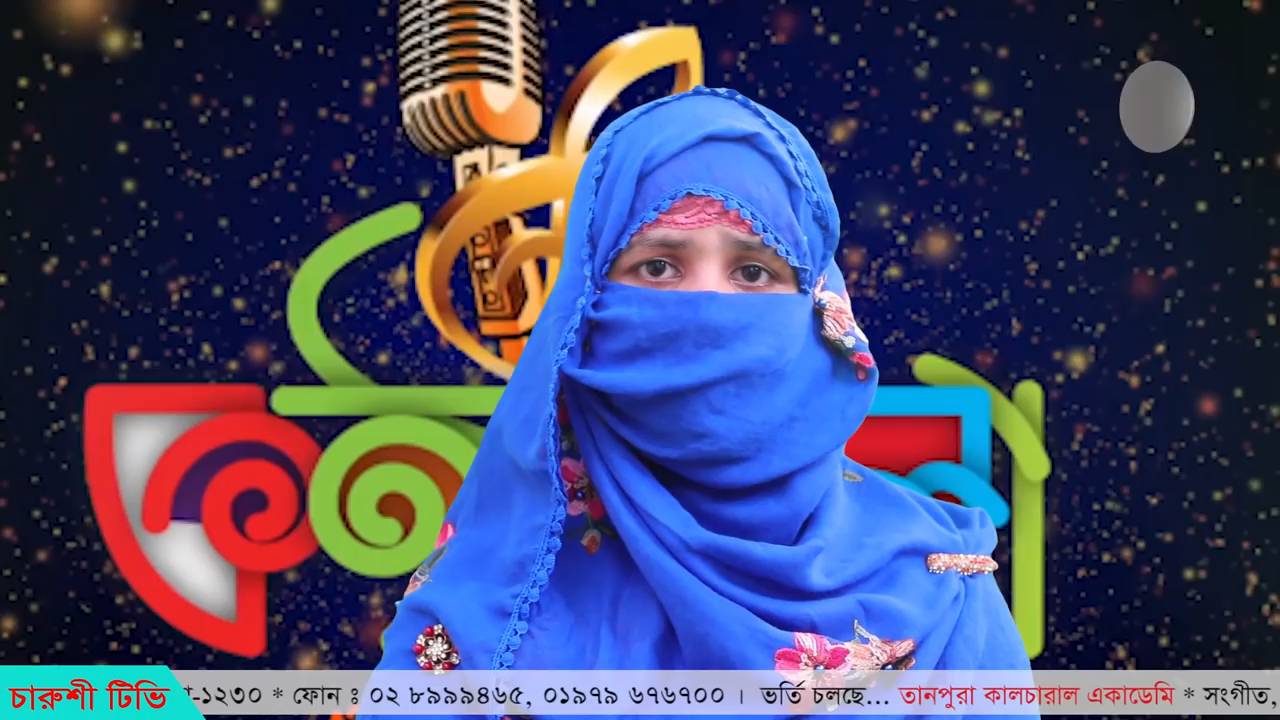 চারুশী টিভি
-১২৩০ * ফোন ঃ ০২ ৮৯৯৯৪৬৫, ০১৯৭৯ ৬৭৬৭০০ । ভর্তি চলছে... তানপুরা কালচারাল একাডেমি * সংগীত,